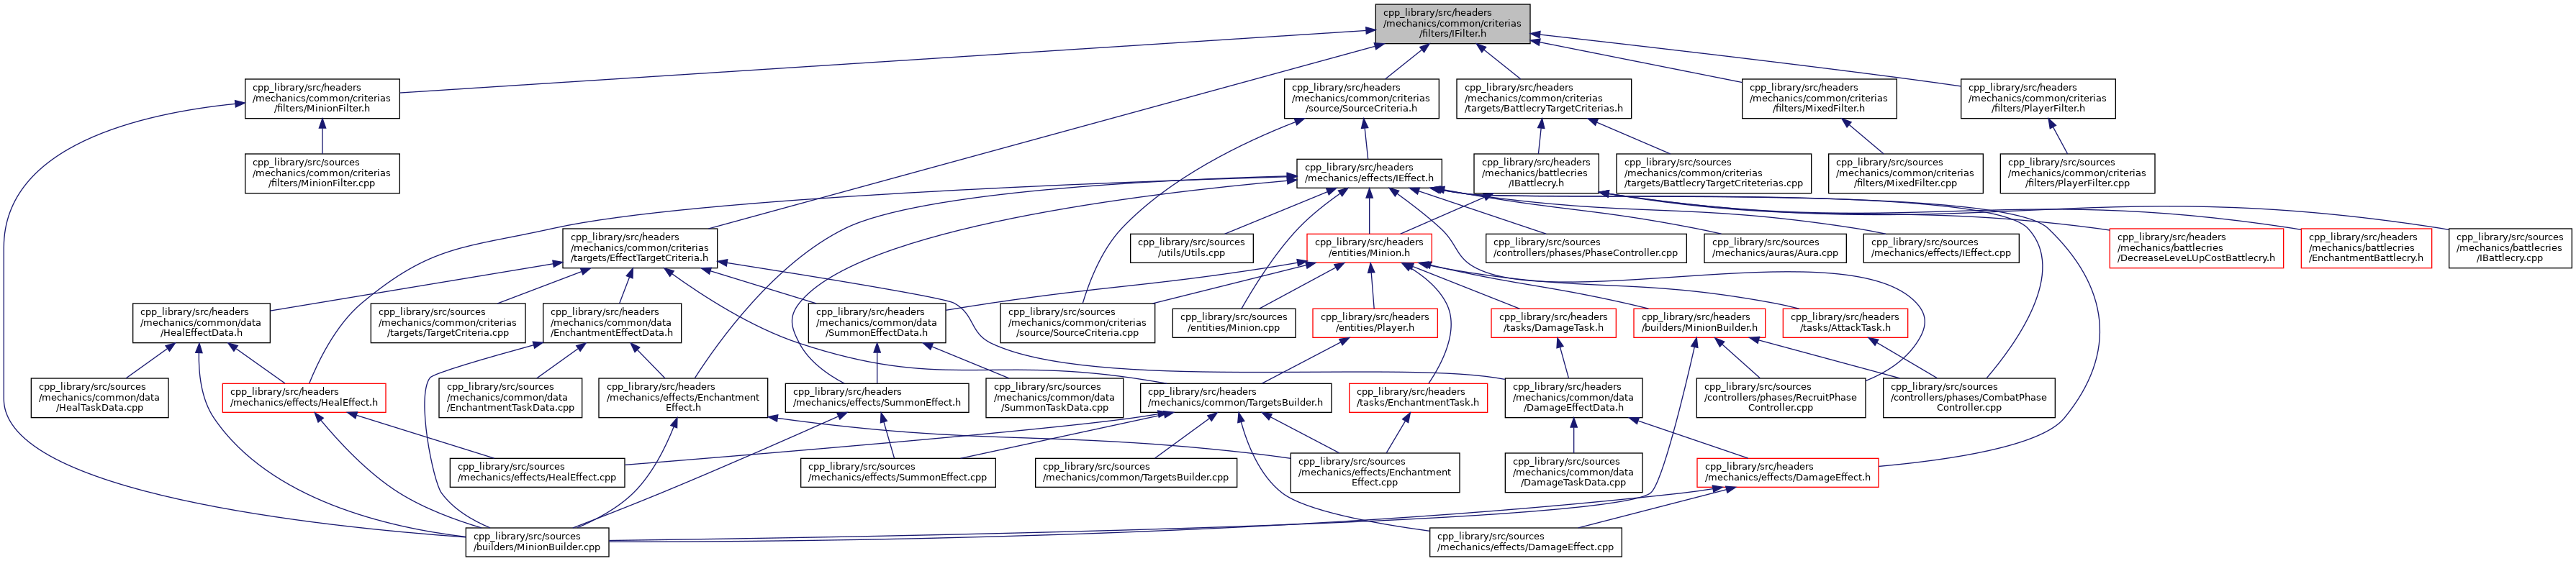 cpp_library/src/headers
/mechanics/common/criterias
/filters/IFilter.h
cpp_library/src/headers
/mechanics/common/criterias
/filters/MinionFilter.h
cpp_library/src/headers
/mechanics/common/criterias
/source/SourceCriteria.h
cpp_library/src/headers
/mechanics/common/criterias
/targets/BattlecryTargetCriterias.h
cpp_library/src/headers
/mechanics/common/criterias
/filters/MixedFilter.h
cpp_library/src/headers
/mechanics/common/criterias
/filters/PlayerFilter.h
cpp_library/src/sources
/mechanics/common/criterias
/filters/MinionFilter.cpp
cpp_library/src/headers
/mechanics/effects/IEffect.h
cpp_library/src/headers
/mechanics/battlecries
/IBattlecry.h
cpp_library/src/sources
/mechanics/common/criterias
/targets/BattlecryTargetCriteterias.cpp
cpp_library/src/sources
/mechanics/common/criterias
/filters/MixedFilter.cpp
cpp_library/src/sources
/mechanics/common/criterias
/filters/PlayerFilter.cpp
cpp_library/src/headers
/mechanics/common/criterias
/targets/EffectTargetCriteria.h
cpp_library/src/sources
/utils/Utils.cpp
cpp_library/src/headers
/entities/Minion.h
cpp_library/src/sources
/controllers/phases/PhaseController.cpp
cpp_library/src/sources
/mechanics/auras/Aura.cpp
cpp_library/src/sources
/mechanics/effects/IEffect.cpp
cpp_library/src/headers
/mechanics/battlecries
/DecreaseLevelUpCostBattlecry.h
cpp_library/src/headers
/mechanics/battlecries
/EnchantmentBattlecry.h
cpp_library/src/sources
/mechanics/battlecries
/IBattlecry.cpp
cpp_library/src/headers
/mechanics/common/data
/HealEffectData.h
cpp_library/src/sources
/mechanics/common/criterias
/targets/TargetCriteria.cpp
cpp_library/src/headers
/mechanics/common/data
/EnchantmentEffectData.h
cpp_library/src/headers
/mechanics/common/data
/SummonEffectData.h
cpp_library/src/sources
/mechanics/common/criterias
/source/SourceCriteria.cpp
cpp_library/src/sources
/entities/Minion.cpp
cpp_library/src/headers
/entities/Player.h
cpp_library/src/headers
/tasks/DamageTask.h
cpp_library/src/headers
/builders/MinionBuilder.h
cpp_library/src/headers
/tasks/AttackTask.h
cpp_library/src/sources
/mechanics/common/data
/HealTaskData.cpp
cpp_library/src/headers
/mechanics/effects/HealEffect.h
cpp_library/src/sources
/mechanics/common/data
/EnchantmentTaskData.cpp
cpp_library/src/headers
/mechanics/effects/Enchantment
Effect.h
cpp_library/src/headers
/mechanics/effects/SummonEffect.h
cpp_library/src/sources
/mechanics/common/data
/SummonTaskData.cpp
cpp_library/src/headers
/mechanics/common/TargetsBuilder.h
cpp_library/src/headers
/tasks/EnchantmentTask.h
cpp_library/src/headers
/mechanics/common/data
/DamageEffectData.h
cpp_library/src/sources
/controllers/phases/RecruitPhase
Controller.cpp
cpp_library/src/sources
/controllers/phases/CombatPhase
Controller.cpp
cpp_library/src/sources
/mechanics/effects/HealEffect.cpp
cpp_library/src/sources
/mechanics/effects/SummonEffect.cpp
cpp_library/src/sources
/mechanics/common/TargetsBuilder.cpp
cpp_library/src/sources
/mechanics/effects/Enchantment
Effect.cpp
cpp_library/src/sources
/mechanics/common/data
/DamageTaskData.cpp
cpp_library/src/headers
/mechanics/effects/DamageEffect.h
cpp_library/src/sources
/builders/MinionBuilder.cpp
cpp_library/src/sources
/mechanics/effects/DamageEffect.cpp